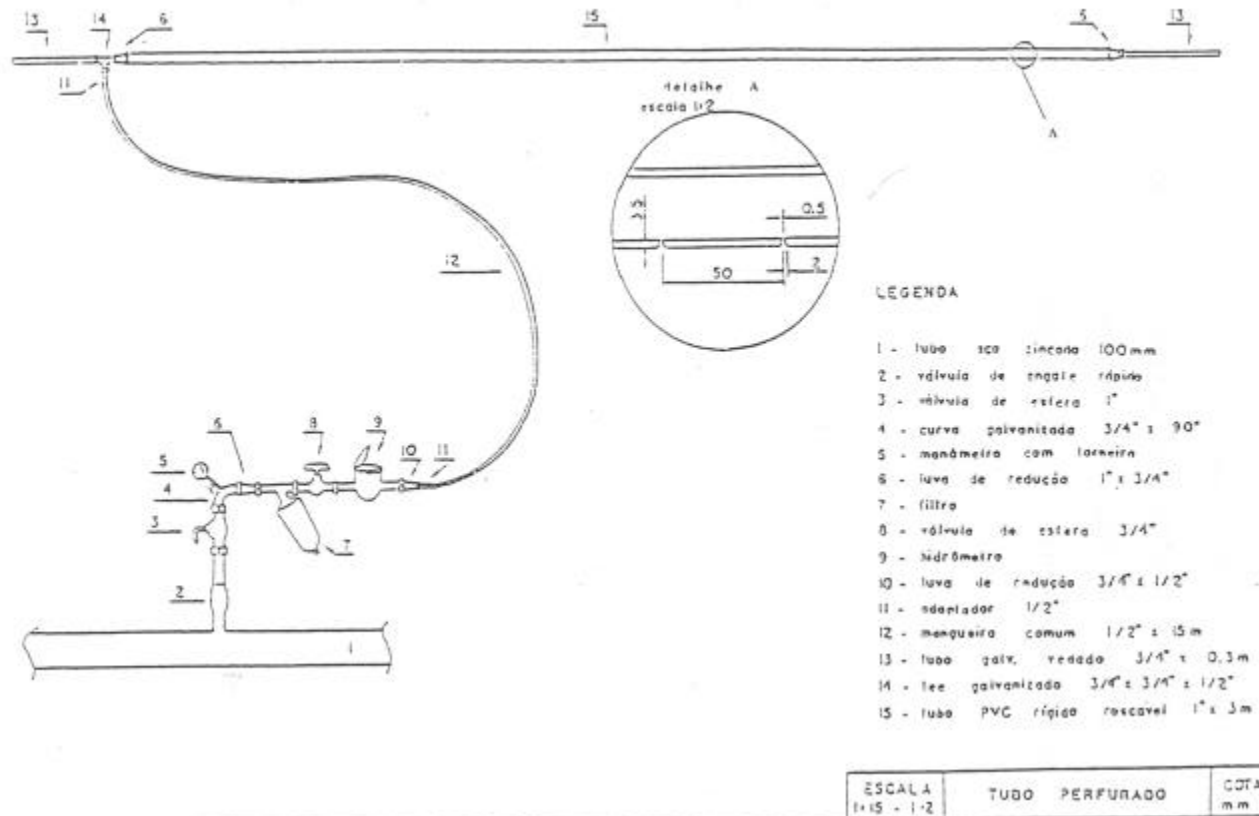 13
14
6
15
5
13
11
detalhe A
escala 1:2
A
3.5
0.5
50
2
12
6
8
9
10
11
5
4
3
7
2
1
LEGENDA
1 - tubo aço zincado 100mm
2 - válvula de engate rápido
3 - válvula de esfera 1"
4 - curva galvanizada 3/4" x 90°
5 - manômetro com torneira
6 - luva de redução 1" x 3/4"
7 - filtro
8 - válvula de esfera 3/4"
9 - hidrômetro
10 - luva de redução 3/4" x 1/2"
11 - adaptador 1/2"
12 - mangueira comum 1/2" x 15m
13 - tubo galv. vedado 3/4" x 0.3m
14 - tee galvanizado 3/4" x 3/4" x 1/2"
15 - tubo PVC rígido roscavel 1" x 3m
ESCALA
1:15 - 1:2
TUBO PERFURADO
COTA
mm